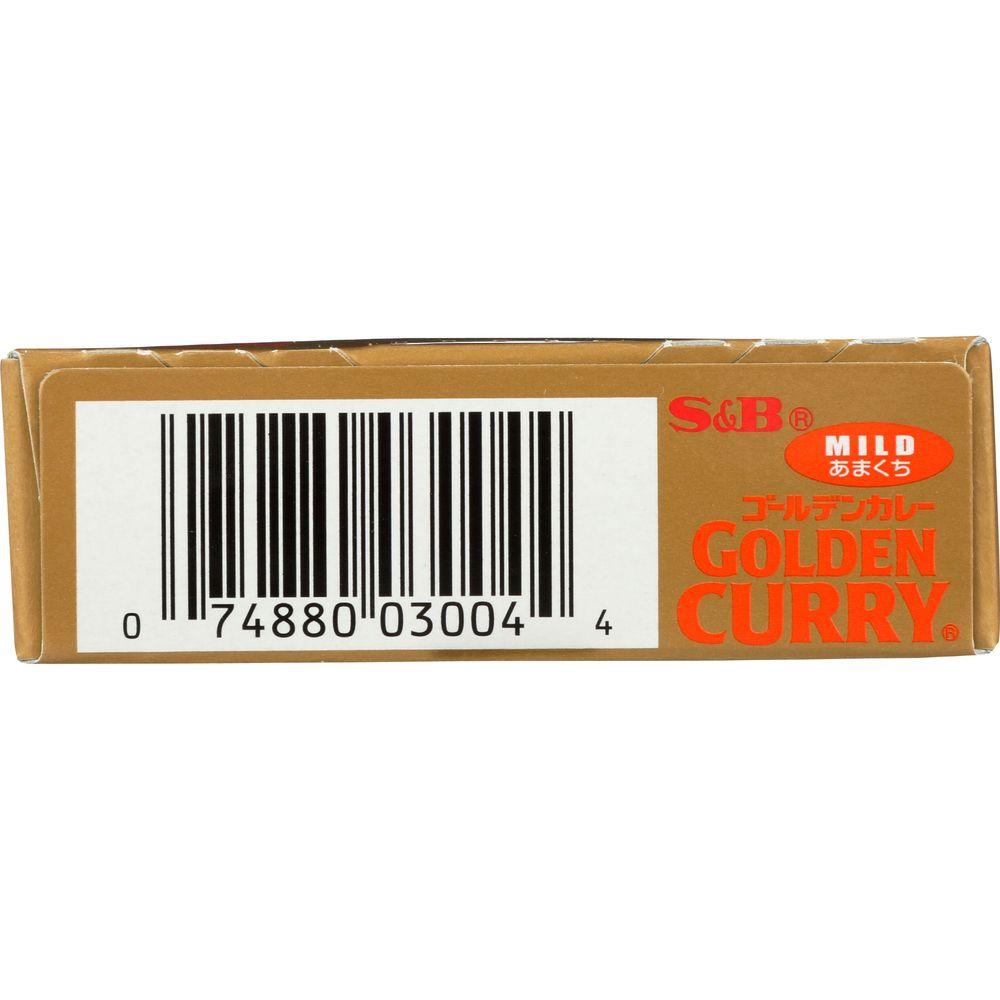 S&B®
MILD
あまくち
ゴールデンカレー
GOLDEN
CURRY®
0 74880 03004 4